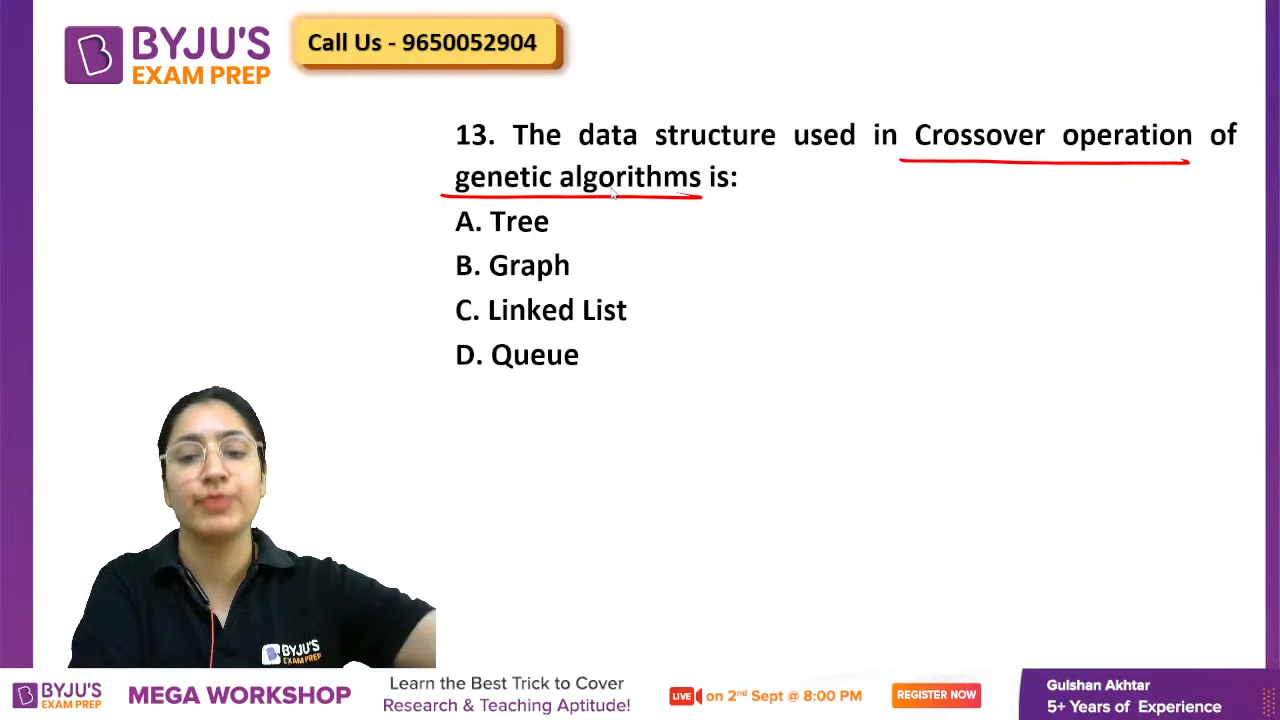 BYJU'S
EXAM PREP
Call Us - 9650052904
13. The data structure used in Crossover operation of
genetic algorithms is:
A. Tree
B. Graph
C. Linked List
D. Queue
BYJU'S
EXAM PREP
BYJU'S
EXAM PREP
MEGA WORKSHOP
Learn the Best Trick to Cover
Research & Teaching Aptitude!
LIVE on 2nd Sept @ 8:00 PM
REGISTER NOW
Gulshan Akhtar
5+ Years of Experience